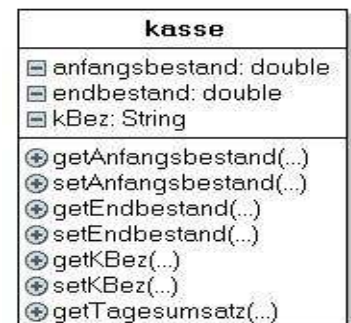 kasse
anfangsbestand: double
endbestand: double
kBez: String
getAnfangsbestand(...)
setAnfangsbestand(...)
getEndbestand(...)
setEndbestand(...)
getKBez(...)
setKBez(...)
getTagesumsatz(...)